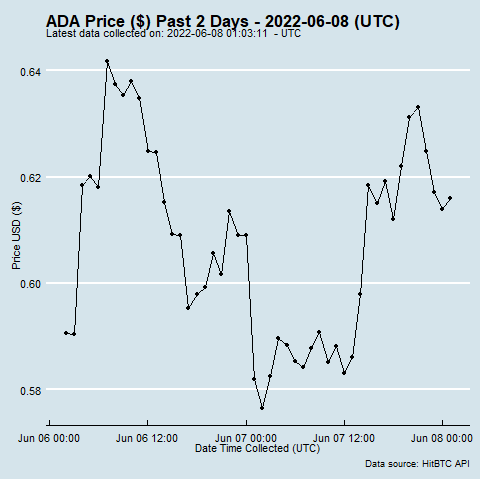 ADA Price ($) Past 2 Days - 2022-06-08 (UTC)
Latest data collected on: 2022-06-08 01:03:11  - UTC
0.64
0.62
0.60
0.58
Price USD ($)
Jun 06 00:00
Jun 06 12:00
Jun 07 00:00
Jun 07 12:00
Jun 08 00:00
Date Time Collected (UTC)
Data source: HitBTC API